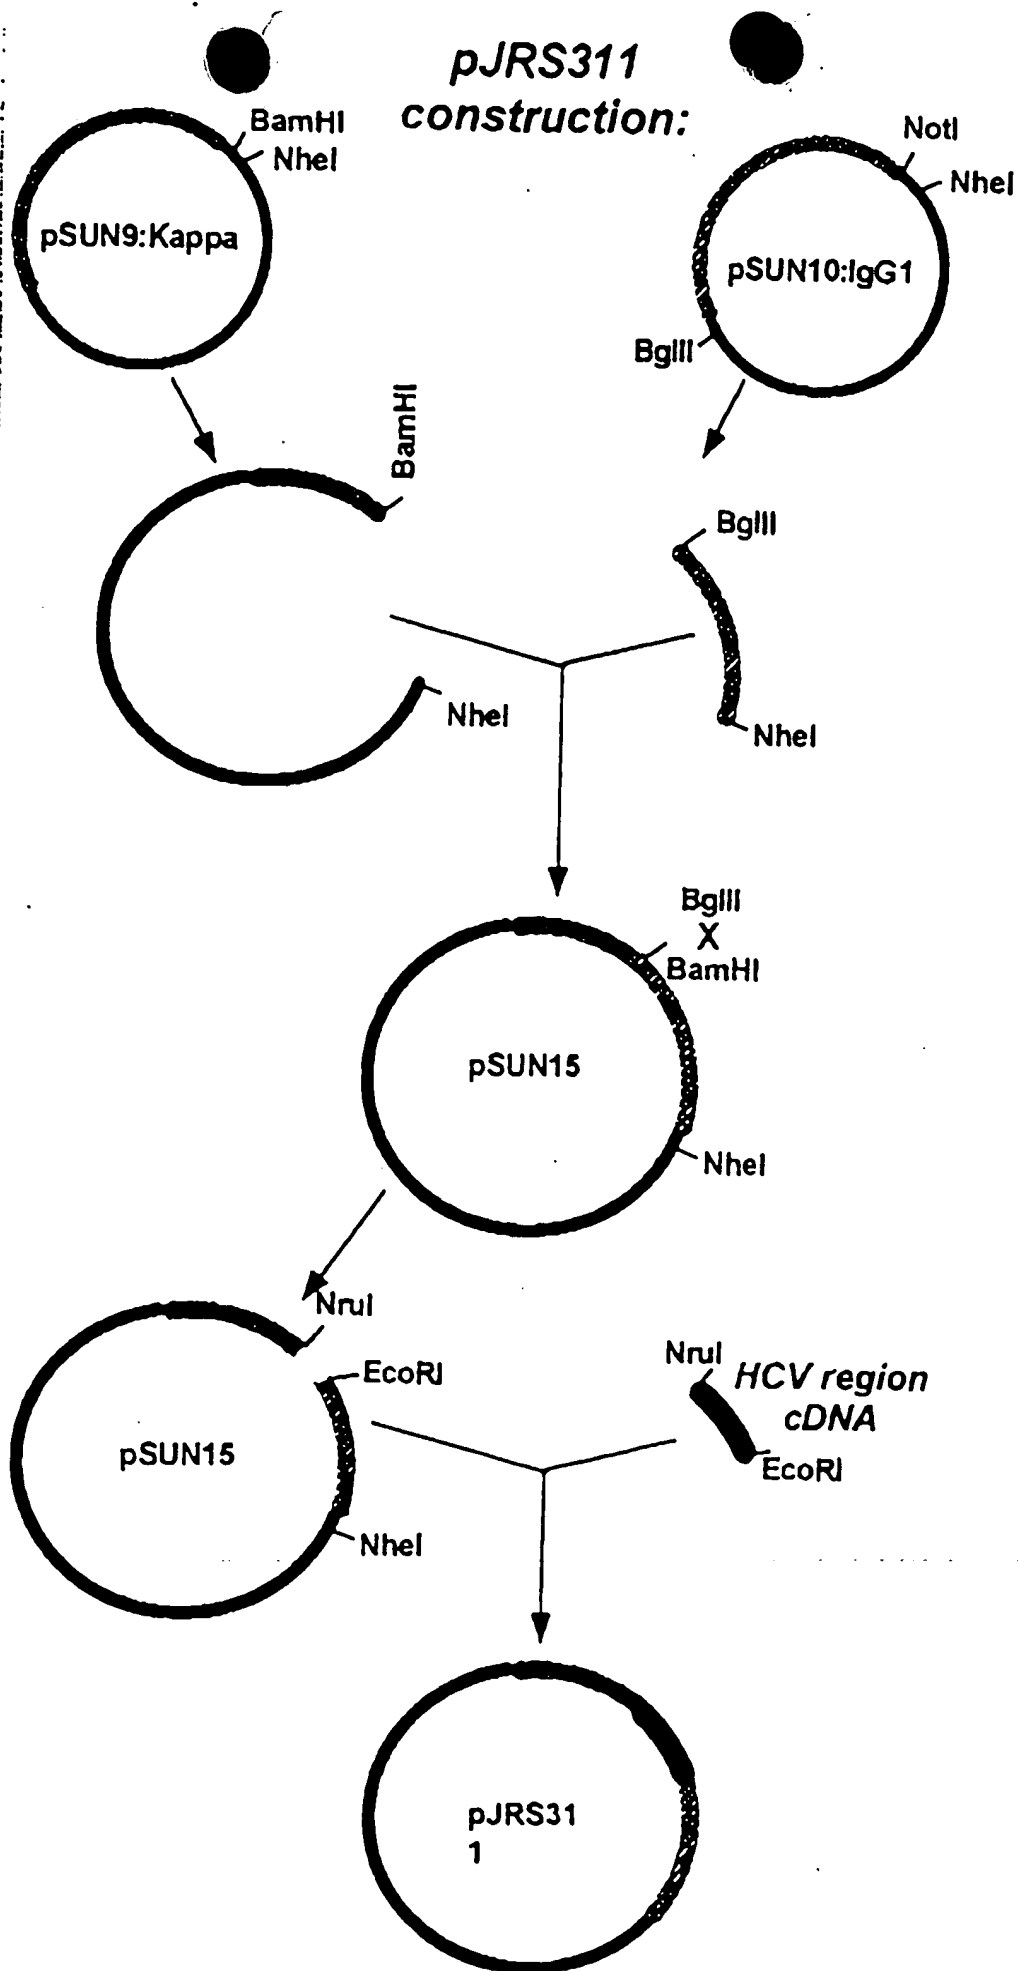 pJRS311
construction:
BamHI
NheI
pSUN9:Kappa
NotI
NheI
pSUN10:IgG1
BglII
BamHI
NheI
BglII
NheI
BglII
X
BamHI
pSUN15
NheI
NruI
EcoRI
pSUN15
NheI
NruI
HCV region
cDNA
EcoRI
pJRS31
1